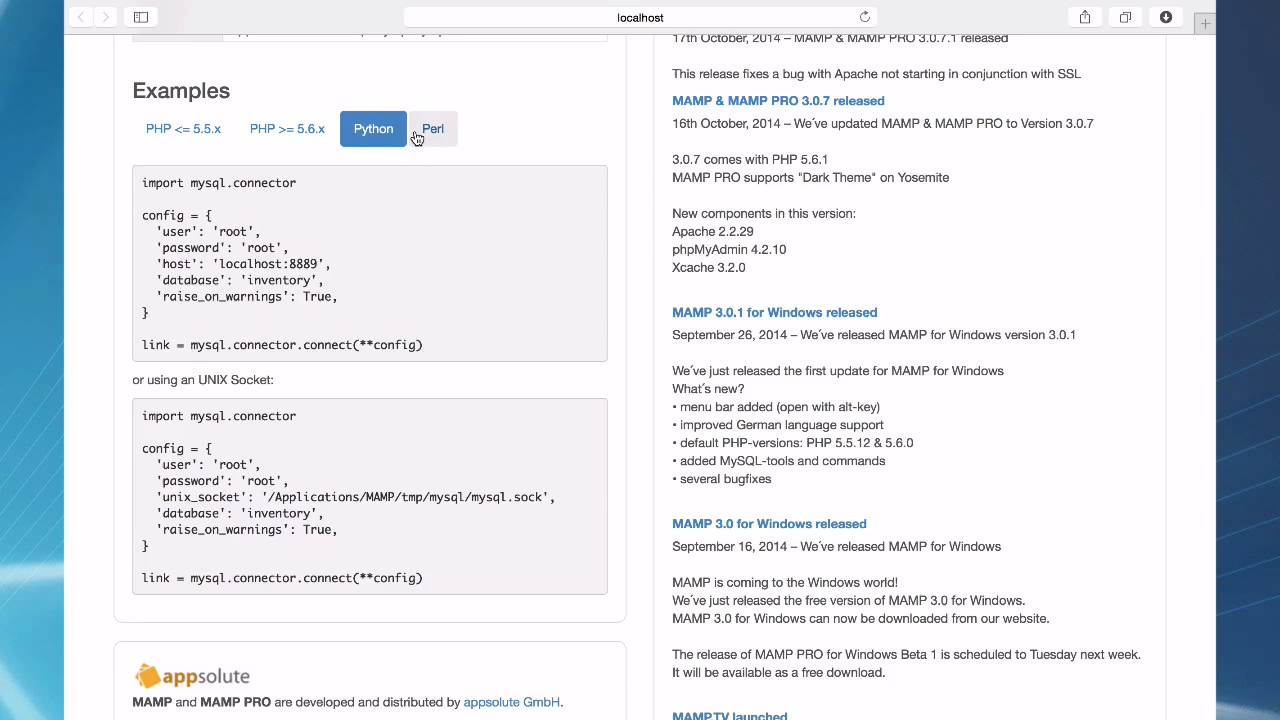 localhost
Examples
PHP <= 5.5.x
PHP >= 5.6.x
Python
Perl
import mysql.connector
config = {
'user': 'root',
'password': 'root',
'host': 'localhost:8889',
'database': 'inventory',
'raise_on_warnings': True,
}
link = mysql.connector.connect(**config)
or using an UNIX Socket:
import mysql.connector
config = {
'user': 'root',
'password': 'root',
'unix_socket': '/Applications/MAMP/tmp/mysql/mysql.sock',
'database': 'inventory',
'raise_on_warnings': True,
}
link = mysql.connector.connect(**config)
appsolute
MAMP and MAMP PRO are developed and distributed by appsolute GmbH.
17th October, 2014 – MAMP & MAMP PRO 3.0.7.1 released
This release fixes a bug with Apache not starting in conjunction with SSL
MAMP & MAMP PRO 3.0.7 released
16th October, 2014 – We´ve updated MAMP & MAMP PRO to Version 3.0.7
3.0.7 comes with PHP 5.6.1
MAMP PRO supports "Dark Theme" on Yosemite
New components in this version:
Apache 2.2.29
phpMyAdmin 4.2.10
Xcache 3.2.0
MAMP 3.0.1 for Windows released
September 26, 2014 – We´ve released MAMP for Windows version 3.0.1
We´ve just released the first update for MAMP for Windows
What´s new?
• menu bar added (open with alt-key)
• improved German language support
• default PHP-versions: PHP 5.5.12 & 5.6.0
• added MySQL-tools and commands
• several bugfixes
MAMP 3.0 for Windows released
September 16, 2014 – We´ve released MAMP for Windows
MAMP is coming to the Windows world!
We´ve just released the free version of MAMP 3.0 for Windows.
MAMP 3.0 for Windows can now be downloaded from our website.
The release of MAMP PRO for Windows Beta 1 is scheduled to Tuesday next week.
It will be available as a free download.
MAMP.TV launched